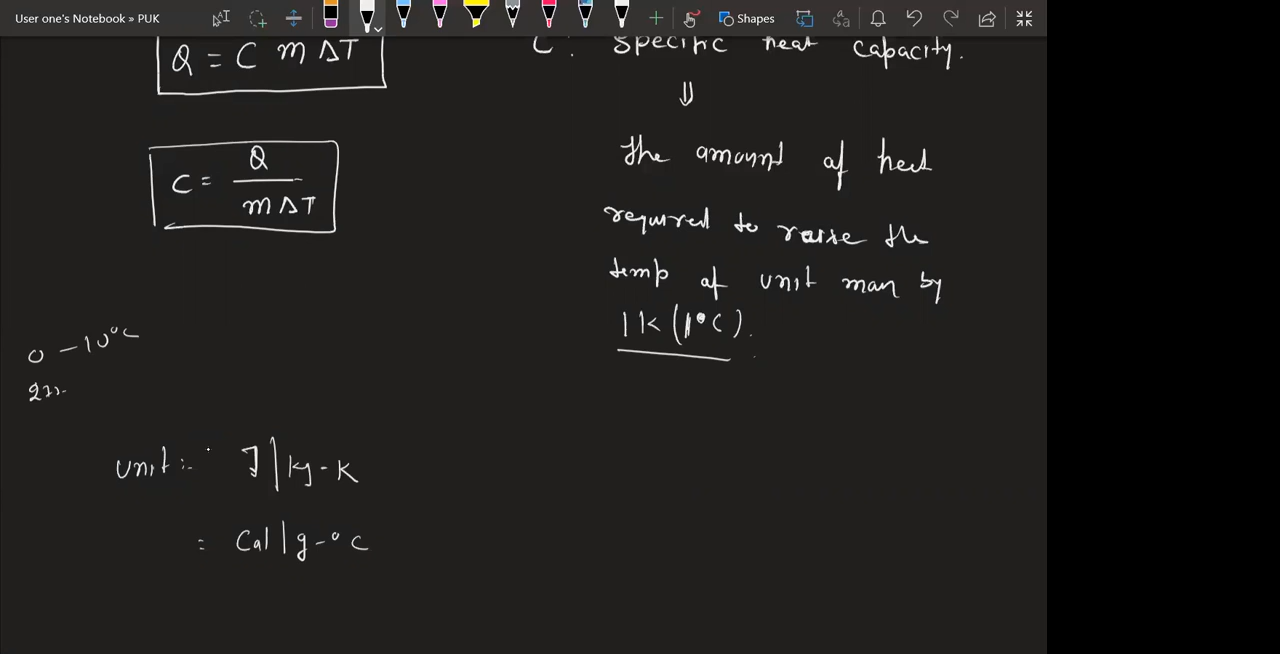 User one's Notebook » PUK
Shapes
Q = C m ΔT
C : Specific heat capacity.
⇓
C = Q / m ΔT
The amount of heat
required to raise the
temp of unit mass by
1K (1°C).
0 – 10°C
unit :- J | kg - K
= Cal | g - °C